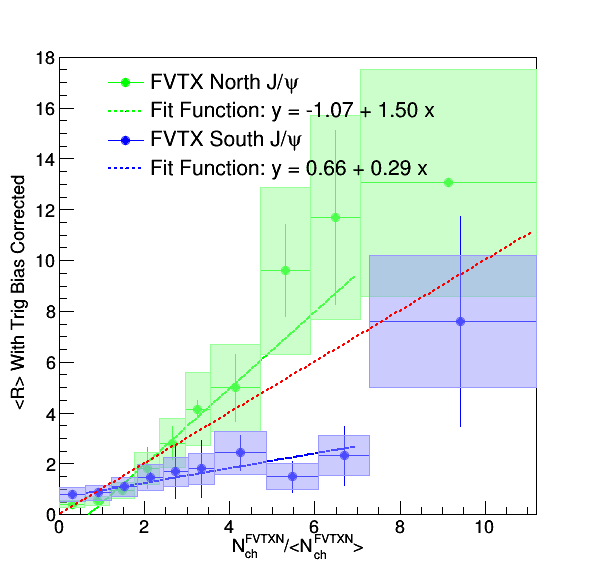 18
16
14
12
10
8
6
4
2
0
<R> With Trig Bias Corrected
FVTX North J/ψ
Fit Function: y = -1.07 + 1.50 x
FVTX South J/ψ
Fit Function: y = 0.66 + 0.29 x
0 2 4 6 8 10
N_ch^FVTXN/<N_ch^FVTXN>